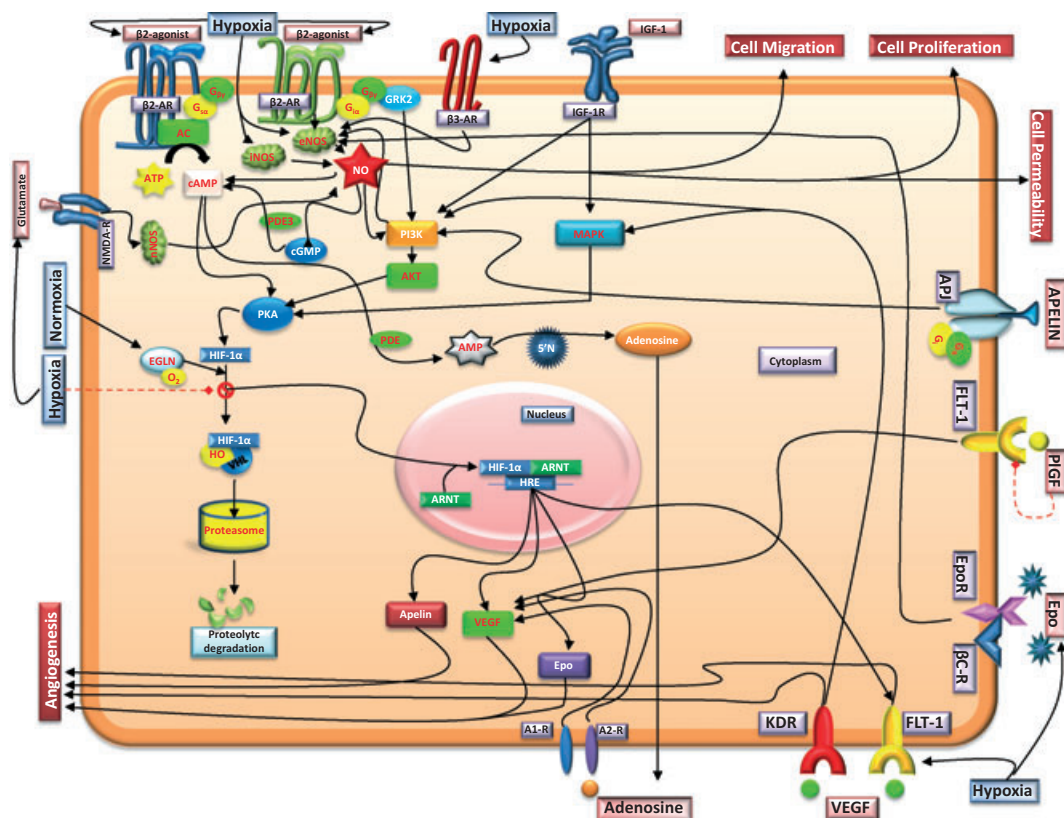 Hypoxia
β2-agonist
β2-agonist
Hypoxia
IGF-1
Cell Migration
Cell Proliferation
β2-AR
Gsα
Gβγ
AC
β2-AR
Giα
Gβγ
GRK2
β3-AR
IGF-1R
eNOS
iNOS
NO
ATP
cAMP
Cell Permeability
Glutamate
NMDA-R
nNOS
PDE3
cGMP
PI3K
MAPK
AKT
PKA
Normoxia
Hypoxia
EGLN
O2
HIF-1α
PDE
AMP
5'N
Adenosine
Cytoplasm
APJ
APELIN
FLT-1
PlGF
Nucleus
HIF-1α
ARNT
HRE
ARNT
HIF-1α
HO
VHL
Proteasome
Proteolytc
degradation
Apelin
VEGF
Epo
EpoR
Epo
βC-R
Angiogenesis
A1-R
A2-R
KDR
FLT-1
Adenosine
VEGF
Hypoxia